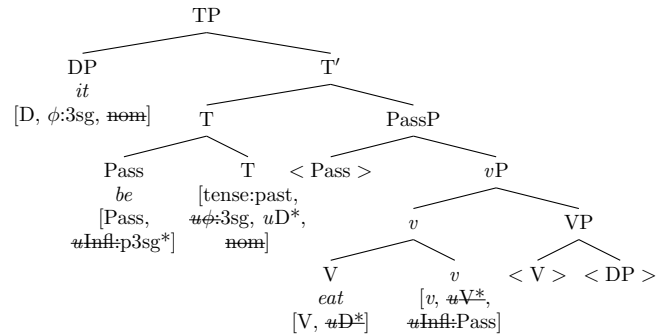 TP
DP
it
[D, ϕ:3sg, nom]
T′
T
PassP
Pass
be
[Pass,
uInfl:p3sg*]
T
[tense:past,
uϕ:3sg, uD*,
nom]
< Pass >
vP
v
VP
V
eat
[V, uD*]
v
[v, uV*,
uInfl:Pass]
< V >
< DP >